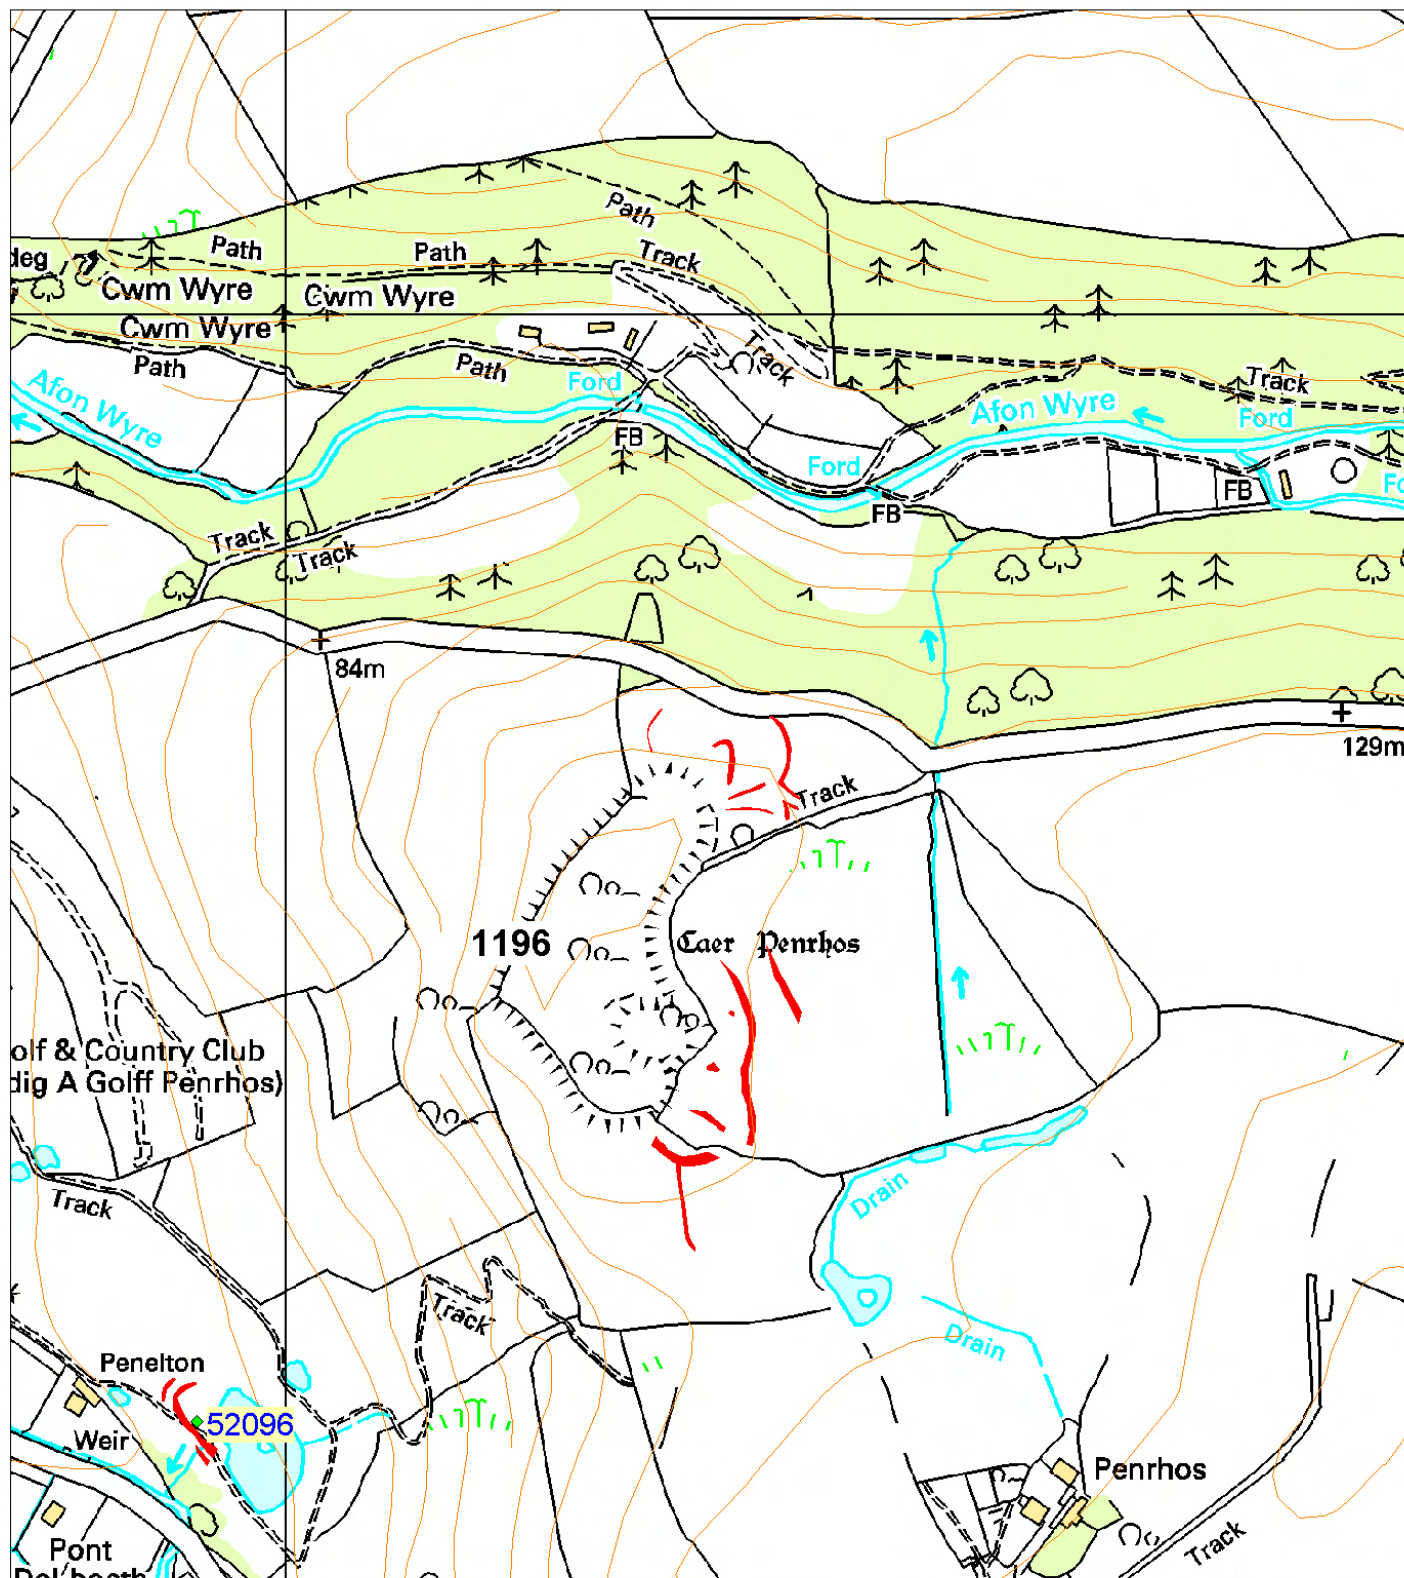 Path
Path
Path
Track
deg
Cwm Wyre
Cwm Wyre
Cwm Wyre
Path
Path
Track
Ford
Track
Afon Wyre
Afon Wyre
Ford
FB
Ford
FB
FB
Track
Track
84m
129m
Track
1196
Caer Penrhos
olf & Country Club
dig A Golff Penrhos)
Track
Drain
Track
Drain
Penelton
52096
Weir
Penrhos
Pont
Track